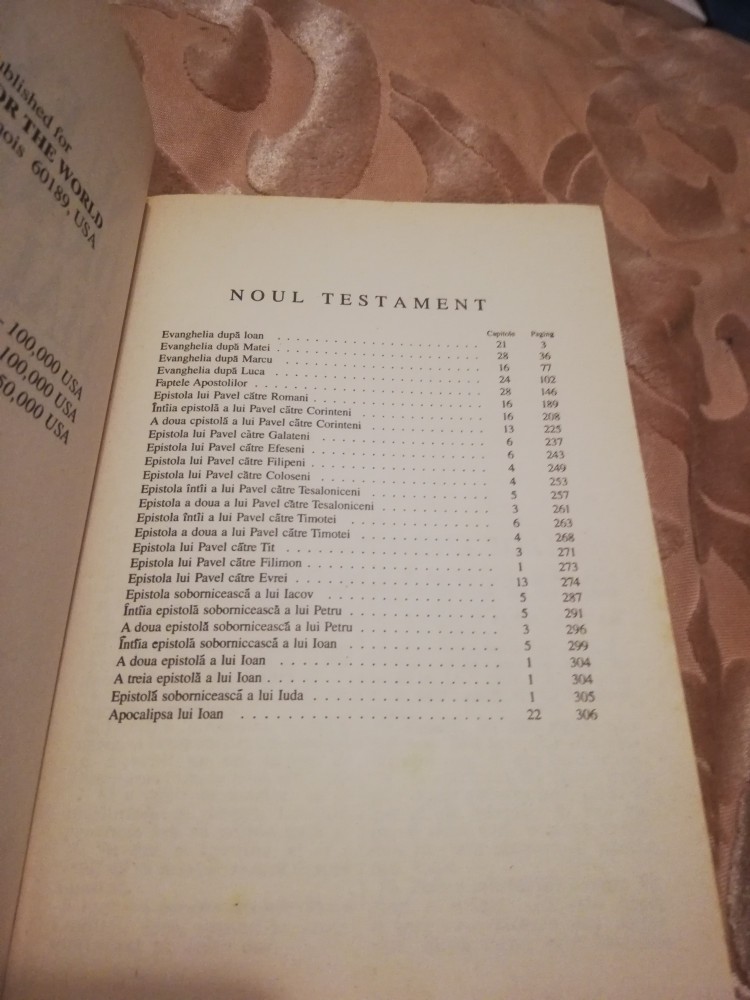 ublished for
OR THE WORLD
nois 60189, USA
- 100,000 USA
100,000 USA
50,000 USA
NOUL TESTAMENT
Capitole Paging
Evanghelia după Ioan . . . . . . . . . . 21 3
Evanghelia după Matei . . . . . . . . . . 28 36
Evanghelia după Marcu . . . . . . . . . . 16 77
Evanghelia după Luca . . . . . . . . . . 24 102
Faptele Apostolilor . . . . . . . . . . 28 146
Epistola lui Pavel către Romani . . . . . . . . . . 16 189
Întîia epistolă a lui Pavel către Corinteni . . . . . . . . . . 16 208
A doua epistolă a lui Pavel către Corinteni . . . . . . . . . . 13 225
Epistola lui Pavel către Galateni . . . . . . . . . . 6 237
Epistola lui Pavel către Efeseni . . . . . . . . . . 6 243
Epistola lui Pavel către Filipeni . . . . . . . . . . 4 249
Epistola lui Pavel către Coloseni . . . . . . . . . . 4 253
Epistola întîi a lui Pavel către Tesaloniceni . . . . . . . . . . 5 257
Epistola a doua a lui Pavel către Tesaloniceni . . . . . . . . . . 3 261
Epistola întîi a lui Pavel către Timotei . . . . . . . . . . 6 263
Epistola a doua a lui Pavel către Timotei . . . . . . . . . . 4 268
Epistola lui Pavel către Tit . . . . . . . . . . 3 271
Epistola lui Pavel către Filimon . . . . . . . . . . 1 273
Epistola lui Pavel către Evrei . . . . . . . . . . 13 274
Epistola sobornicească a lui Iacov . . . . . . . . . . 5 287
Întîia epistolă sobornicească a lui Petru . . . . . . . . . . 5 291
A doua epistolă sobornicească a lui Petru . . . . . . . . . . 3 296
Întîia epistolă soborniccască a lui Ioan . . . . . . . . . . 5 299
A doua epistolă a lui Ioan . . . . . . . . . . 1 304
A treia epistolă a lui Ioan . . . . . . . . . . 1 304
Epistolă sobornicească a lui Iuda . . . . . . . . . . 1 305
Apocalipsa lui Ioan . . . . . . . . . . 22 306